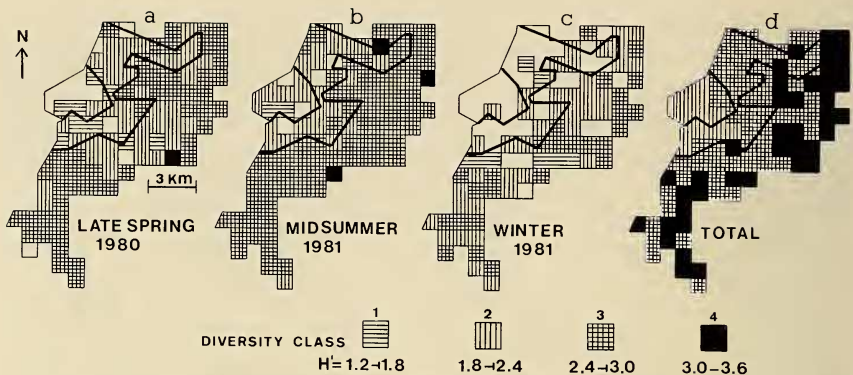 a b c d
N
3 Km
LATE SPRING
1980
MIDSUMMER
1981
WINTER
1981
TOTAL
1 2 3 4
DIVERSITY CLASS
H'= 1.2→1.8 1.8→2.4 2.4→3.0 3.0-3.6